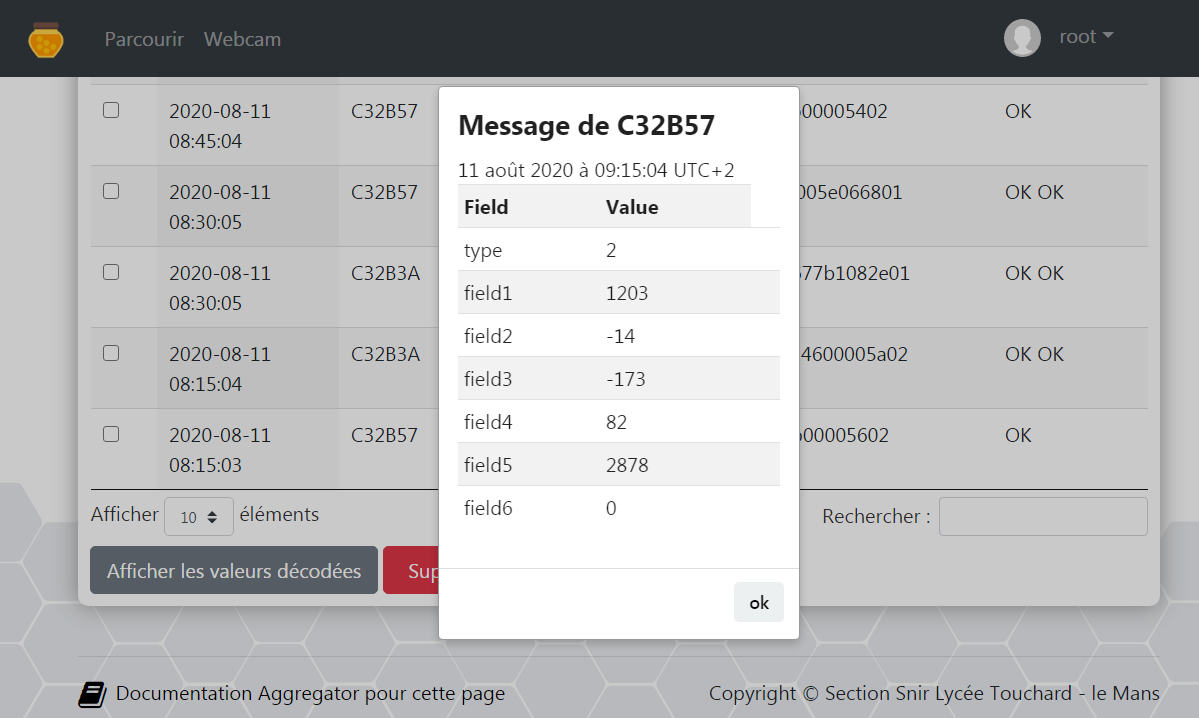 Parcourir Webcam root
2020-08-11 C32B57 00005402 OK
08:45:04
2020-08-11 C32B57 005e066801 OK OK
08:30:05
2020-08-11 C32B3A 77b1082e01 OK OK
08:30:05
2020-08-11 C32B3A 4600005a02 OK OK
08:15:04
2020-08-11 C32B57 00005602 OK
08:15:03
Message de C32B57
11 août 2020 à 09:15:04 UTC+2
Field Value
type 2
field1 1203
field2 -14
field3 -173
field4 82
field5 2878
field6 0
ok
Afficher 10 éléments Rechercher :
Afficher les valeurs décodées Sup
Documentation Aggregator pour cette page Copyright © Section Snir Lycée Touchard - le Mans